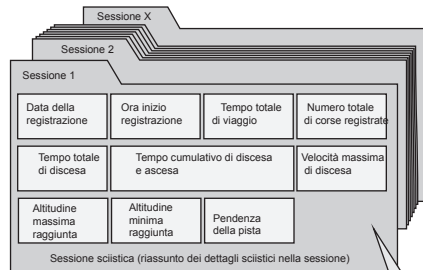 Sessione X
Sessione 2
Sessione 1
Data della
registrazione
Ora inizio
registrazione
Tempo totale
di viaggio
Numero totale
di corse registrate
Tempo totale
di discesa
Tempo cumulativo di discesa
e ascesa
Velocità massima
di discesa
Altitudine
massima
raggiunta
Altitudine
minima
raggiunta
Pendenza
della pista
Sessione sciistica (riassunto dei dettagli sciistici nella sessione)